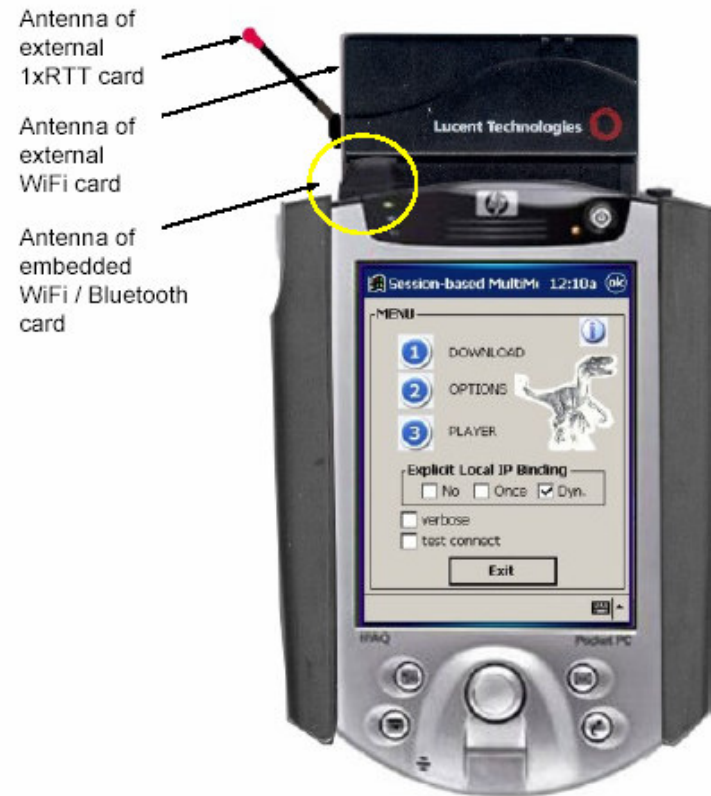 Antenna of
external
1xRTT card
Antenna of
external
WiFi card
Antenna of
embedded
WiFi / Bluetooth
card
Lucent Technologies
hp
Session-based MultiMe 12:10a ok
MENU
1 DOWNLOAD
2 OPTIONS
3 PLAYER
Explicit Local IP Binding
No Once Dyn.
verbose
test connect
Exit
iPAQ Pocket PC